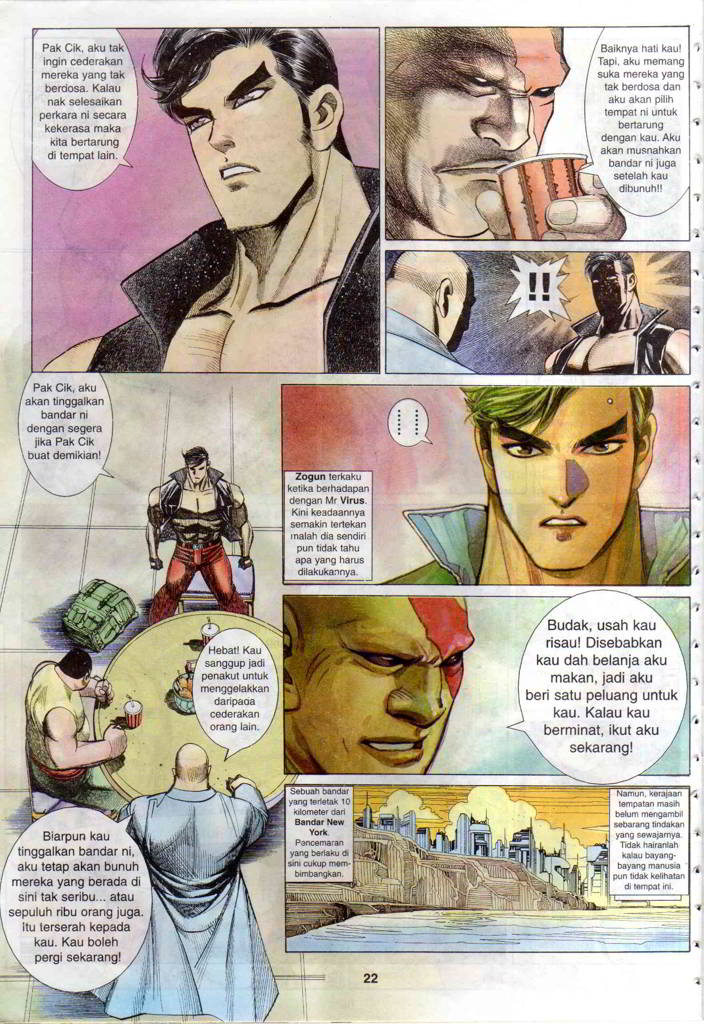 Pak Cik, aku tak
ingin cederakan
mereka yang tak
berdosa. Kalau
nak selesaikan
perkara ni secara
kekerasa maka
kita bertarung
di tempat lain.
Baiknya hati kau!
Tapi, aku memang
suka mereka yang
tak berdosa dan
aku akan pilih
tempat ni untuk
bertarung
dengan kau. Aku
akan musnahkan
bandar ni juga
setelah kau
dibunuh!!
!!
Pak Cik, aku
akan tinggalkan
bandar ni
dengan segera
jika Pak Cik
buat demikian!
Zogun terkaku
ketika berhadapan
dengan Mr Virus.
Kini keadaannya
semakin tertekan
malah dia sendiri
pun tidak tahu
apa yang harus
dilakukannya.
Hebat! Kau
sanggup jadi
penakut untuk
menggelakkan
daripada
cederakan
orang lain.
Budak, usah kau
risau! Disebabkan
kau dah belanja aku
makan, jadi aku
beri satu peluang untuk
kau. Kalau kau
berminat, ikut aku
sekarang!
Biarpun kau
tinggalkan bandar ni,
aku tetap akan bunuh
mereka yang berada di
sini tak seribu... atau
sepuluh ribu orang juga.
Itu terserah kepada
kau. Kau boleh
pergi sekarang!
Sebuah bandar
yang terletak 10
kilometer dari
Bandar New
York.
Pencemaran
yang berlaku di
sini cukup mem-
bimbangkan.
Namun, kerajaan
tempatan masih
belum mengambil
sebarang tindakan
yang sewajarnya.
Tidak hairanlah
kalau bayang-
bayang manusia
pun tidak kelihatan
di tempat ini.
22